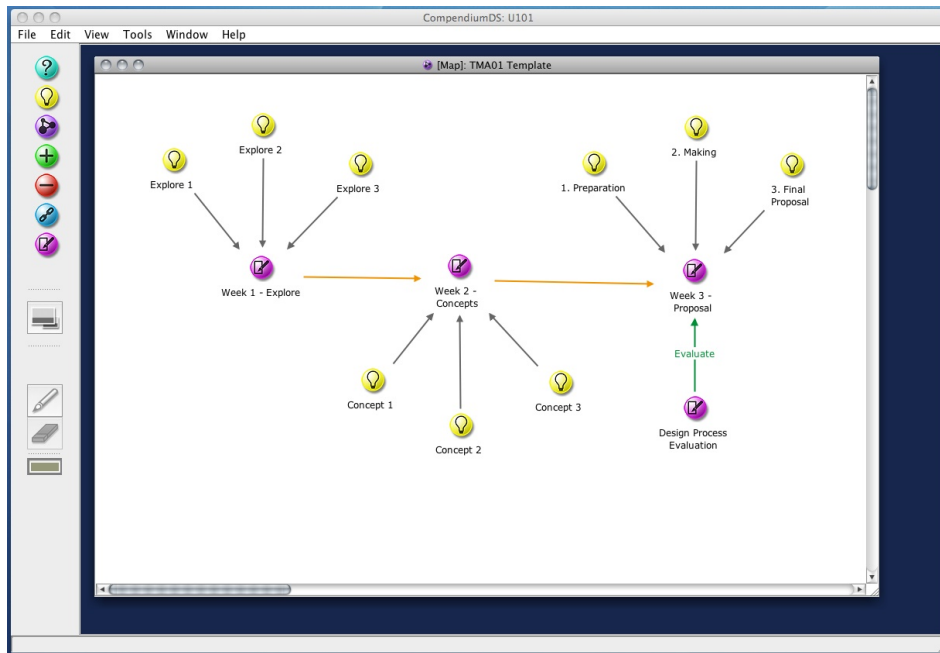 CompendiumDS: U101
File Edit View Tools Window Help
[Map]: TMA01 Template
Explore 1
Explore 2
Explore 3
Week 1 - Explore
Week 2 -
Concepts
Concept 1
Concept 2
Concept 3
1. Preparation
2. Making
3. Final
Proposal
Week 3 -
Proposal
Evaluate
Design Process
Evaluation